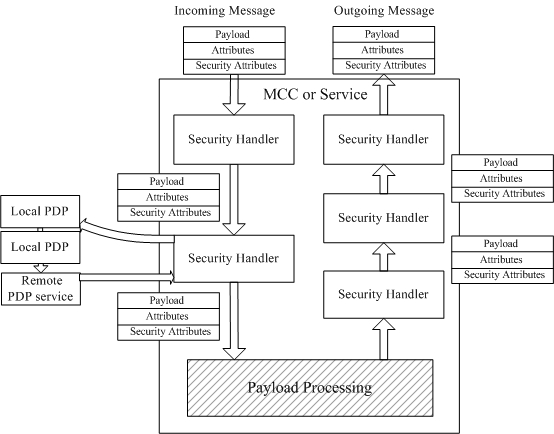 Incoming Message
Outgoing Message
Payload
Attributes
Security Attributes
Payload
Attributes
Security Attributes
MCC or Service
Security Handler
Security Handler
Payload
Attributes
Security Attributes
Payload
Attributes
Security Attributes
Local PDP
Security Handler
Local PDP
Security Handler
Payload
Attributes
Security Attributes
Remote
PDP service
Security Handler
Payload
Attributes
Security Attributes
Payload Processing